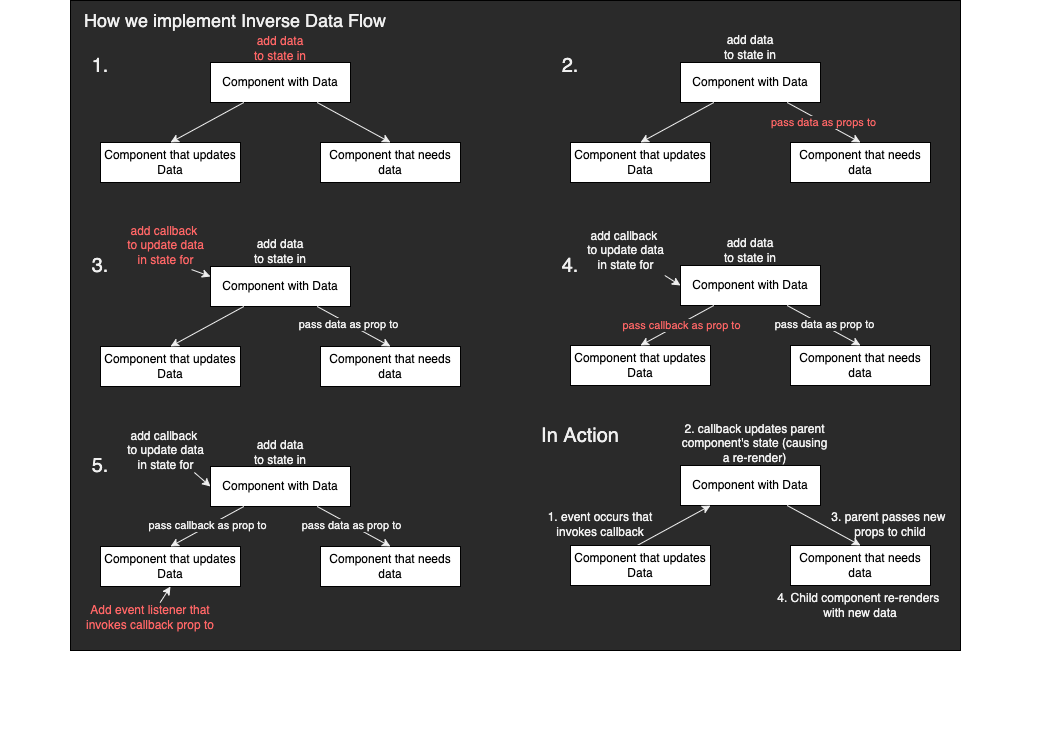 How we implement Inverse Data Flow
1.
add data
to state in
Component with Data
Component that updates
Data
Component that needs
data
2.
add data
to state in
Component with Data
pass data as props to
Component that updates
Data
Component that needs
data
3.
add callback
to update data
in state for
add data
to state in
Component with Data
pass data as prop to
Component that updates
Data
Component that needs
data
4.
add callback
to update data
in state for
add data
to state in
Component with Data
pass callback as prop to
pass data as prop to
Component that updates
Data
Component that needs
data
5.
add callback
to update data
in state for
add data
to state in
Component with Data
pass callback as prop to
pass data as prop to
Component that updates
Data
Component that needs
data
Add event listener that
invokes callback prop to
In Action
2. callback updates parent
component's state (causing
a re-render)
Component with Data
1. event occurs that
invokes callback
3. parent passes new
props to child
Component that updates
Data
Component that needs
data
4. Child component re-renders
with new data